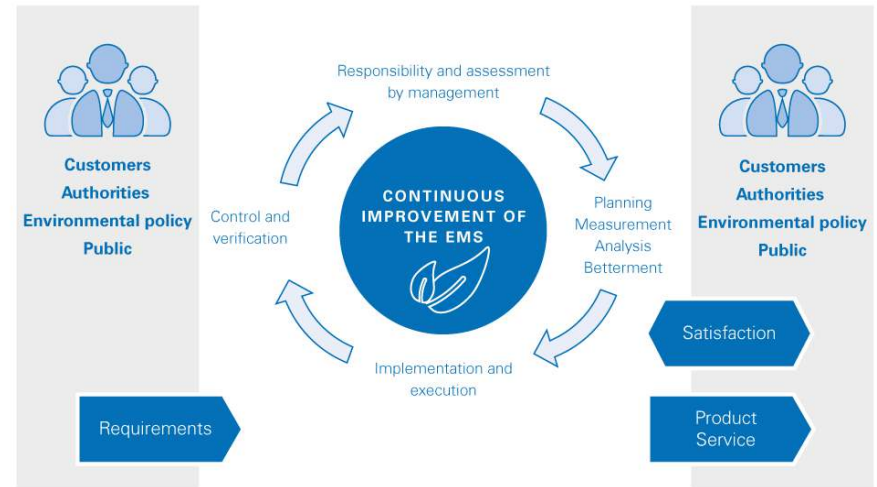 Customers
Authorities
Environmental policy
Public
Requirements
Responsibility and assessment
by management
Control and
verification
CONTINUOUS
IMPROVEMENT OF
THE EMS
Planning
Measurement
Analysis
Betterment
Implementation and
execution
Customers
Authorities
Environmental policy
Public
Satisfaction
Product
Service